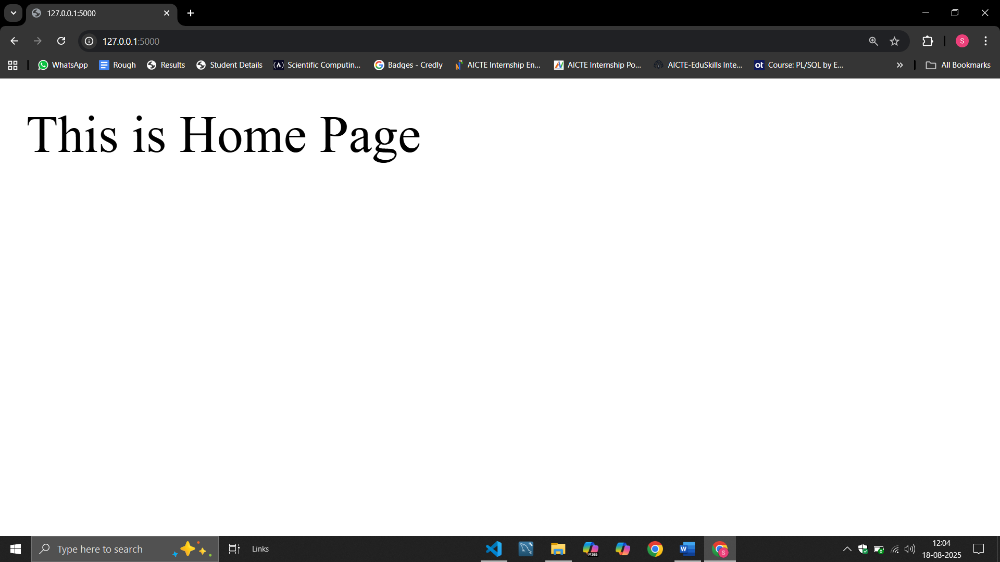 127.0.0.1:5000
127.0.0.1:5000
S
WhatsApp
Rough
Results
Student Details
Scientific Computin...
Badges - Credly
AICTE Internship En...
AICTE Internship Po...
AICTE-EduSkills Inte...
ot
Course: PL/SQL by E...
All Bookmarks
This is Home Page
Type here to search
Links
M365
W
S
12:04
18-08-2025